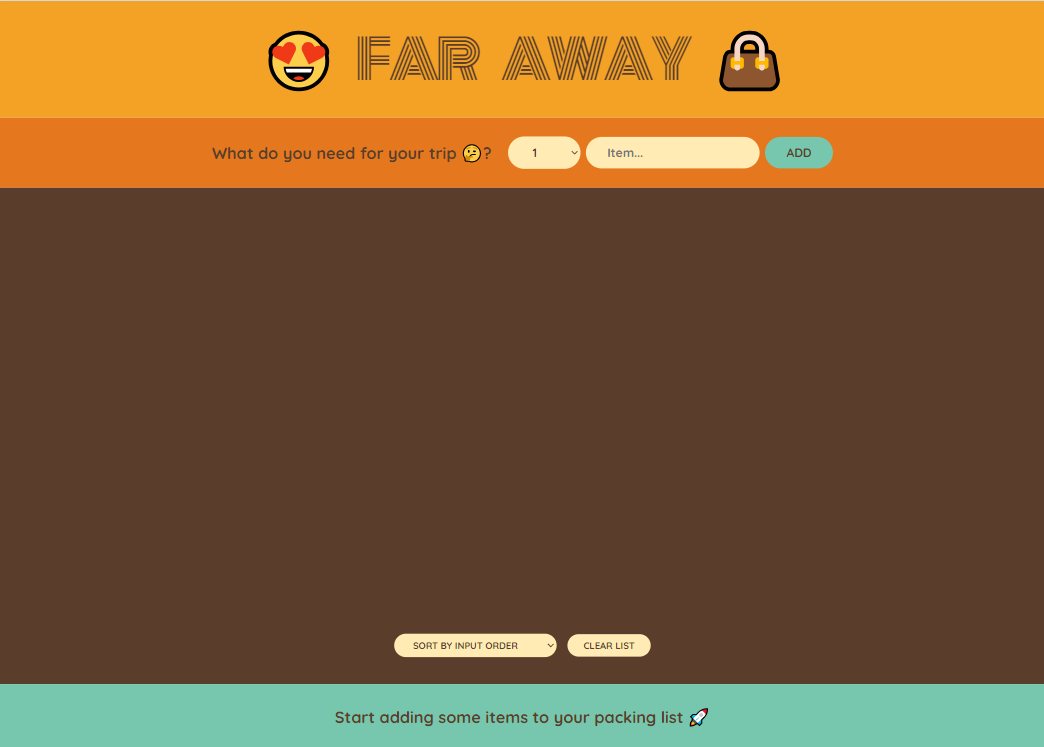 😍 FAR AWAY 👜
What do you need for your trip 🤔?
1
Item...
ADD
SORT BY INPUT ORDER
CLEAR LIST
Start adding some items to your packing list 🚀